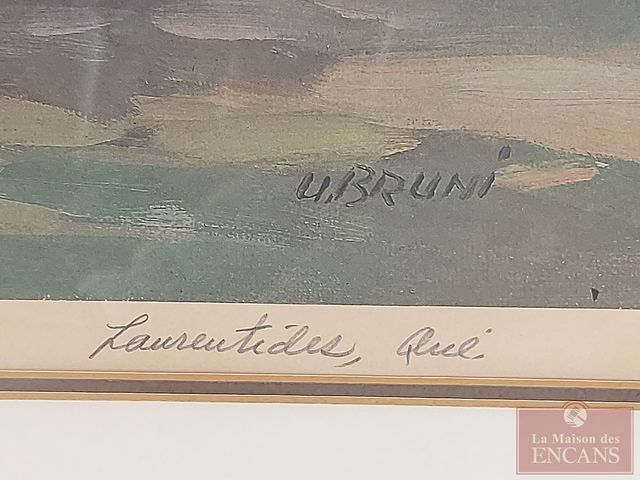 U.BRUNI
Laurentides, Qué
La Maison des
ENCANS